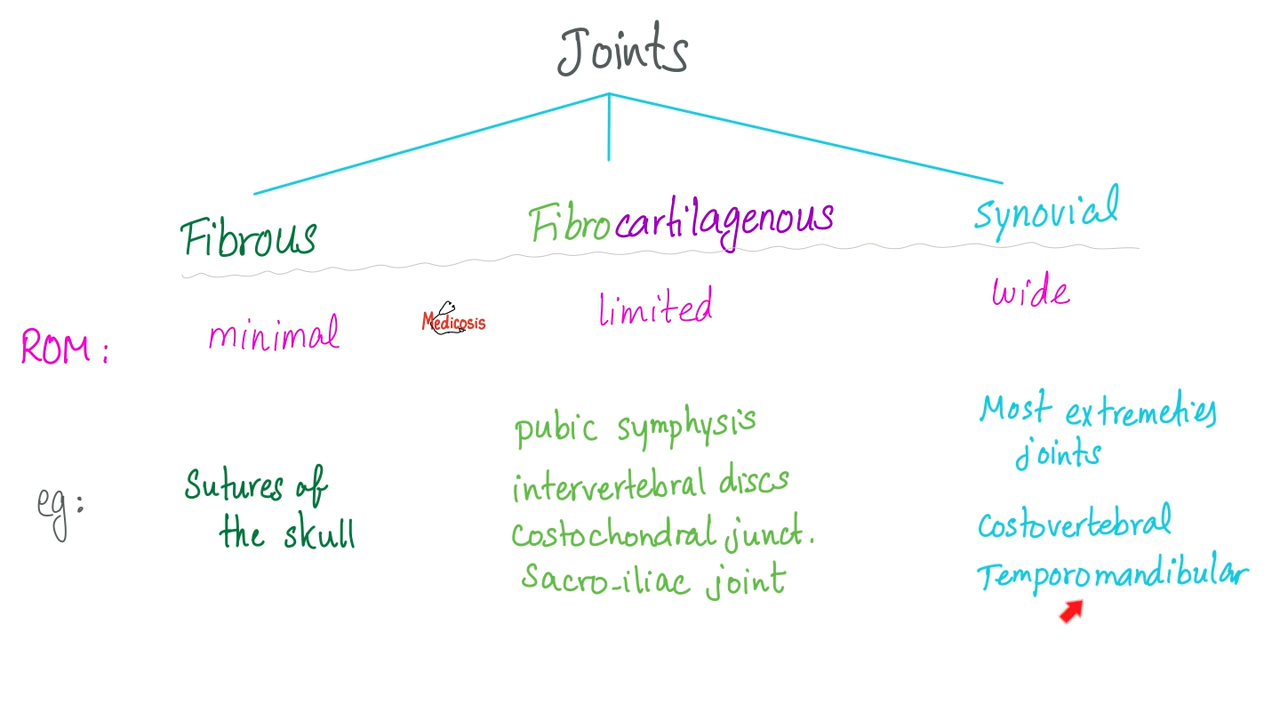 Joints
Fibrous
Fibrocartilagenous
Synovial
ROM:
minimal
Medicosis
limited
wide
eg:
Sutures of
the skull
pubic symphysis
intervertebral discs
Costochondral junct.
Sacro-iliac joint
Most extremeties
joints
Costovertebral
Temporomandibular